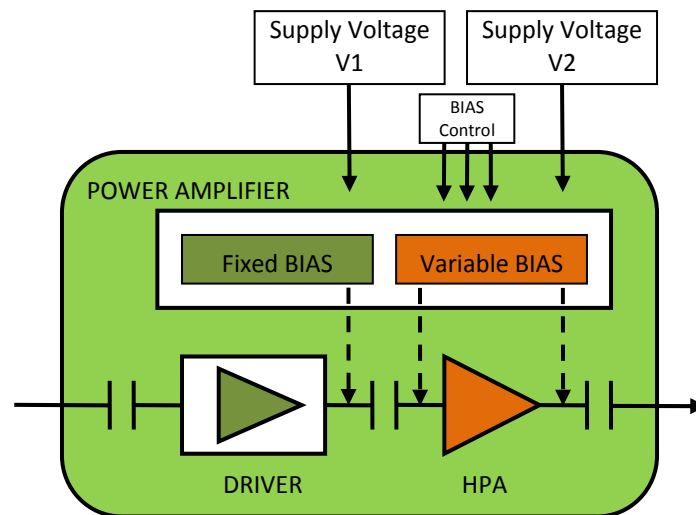 Supply Voltage
V1
Supply Voltage
V2
BIAS
Control
POWER AMPLIFIER
Fixed BIAS
Variable BIAS
DRIVER
HPA